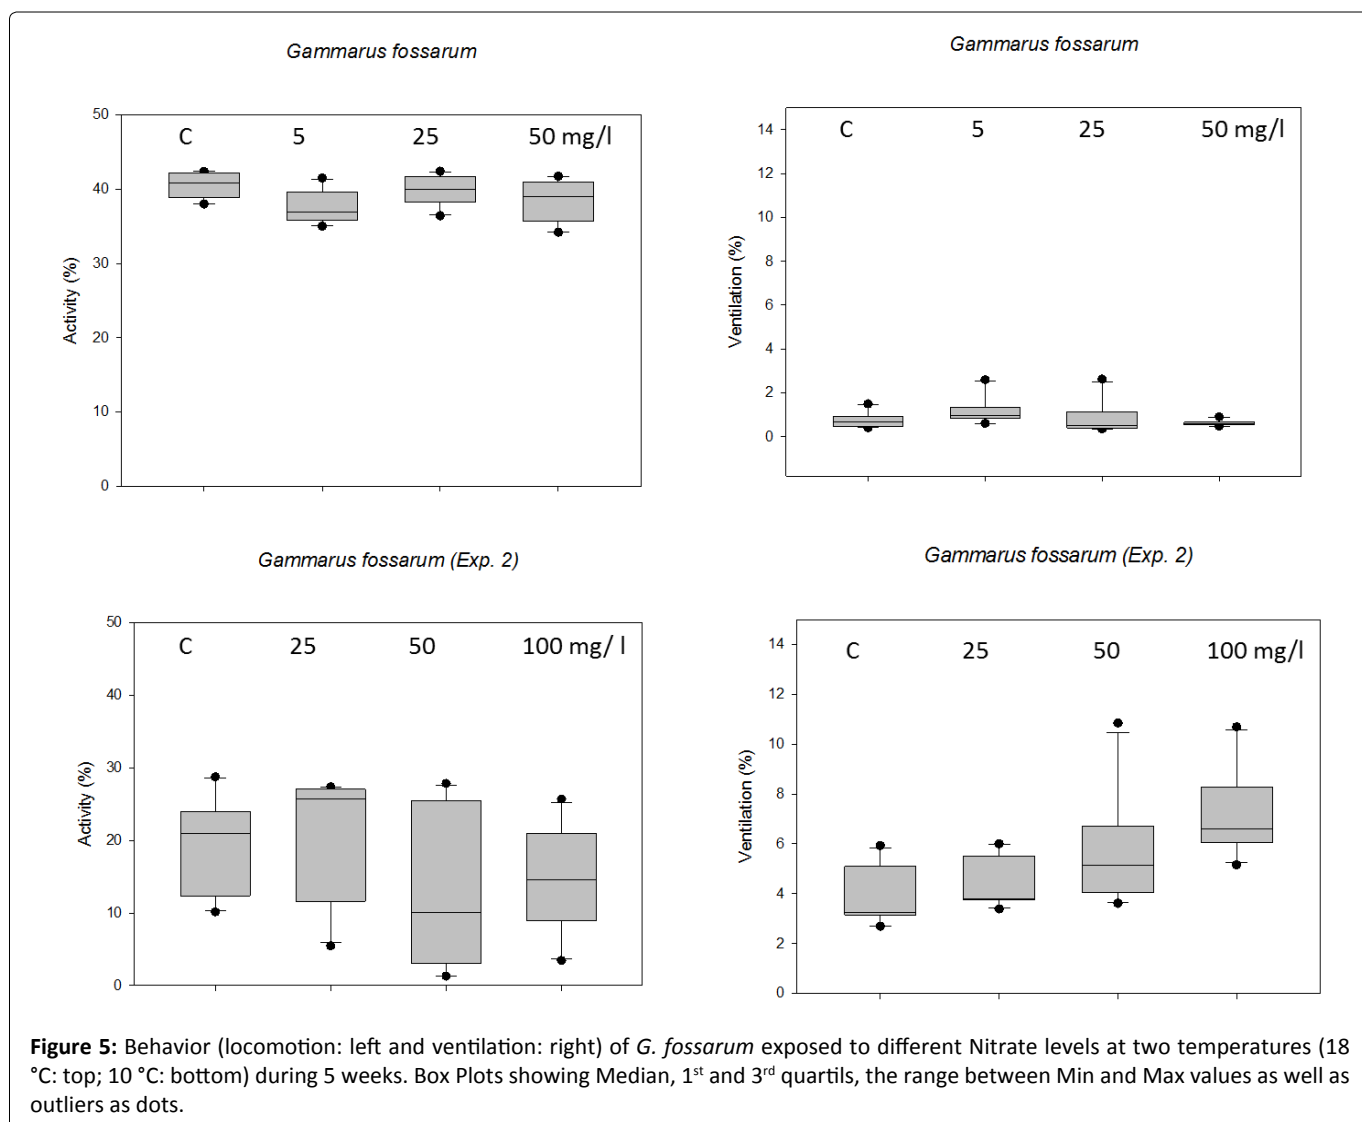 Gammarus fossarum
50
40
30
20
10
0
Activity (%)
C 5 25 50 mg/l
Gammarus fossarum
14
12
10
8
6
4
2
0
Ventilation (%)
C 5 25 50 mg/l
Gammarus fossarum (Exp. 2)
50
40
30
20
10
0
Activity (%)
C 25 50 100 mg/ l
Gammarus fossarum (Exp. 2)
14
12
10
8
6
4
2
0
Ventilation (%)
C 25 50 100 mg/l
Figure 5: Behavior (locomotion: left and ventilation: right) of G. fossarum exposed to different Nitrate levels at two temperatures (18
°C: top; 10 °C: bottom) during 5 weeks. Box Plots showing Median, 1st and 3rd quartils, the range between Min and Max values as well as
outliers as dots.